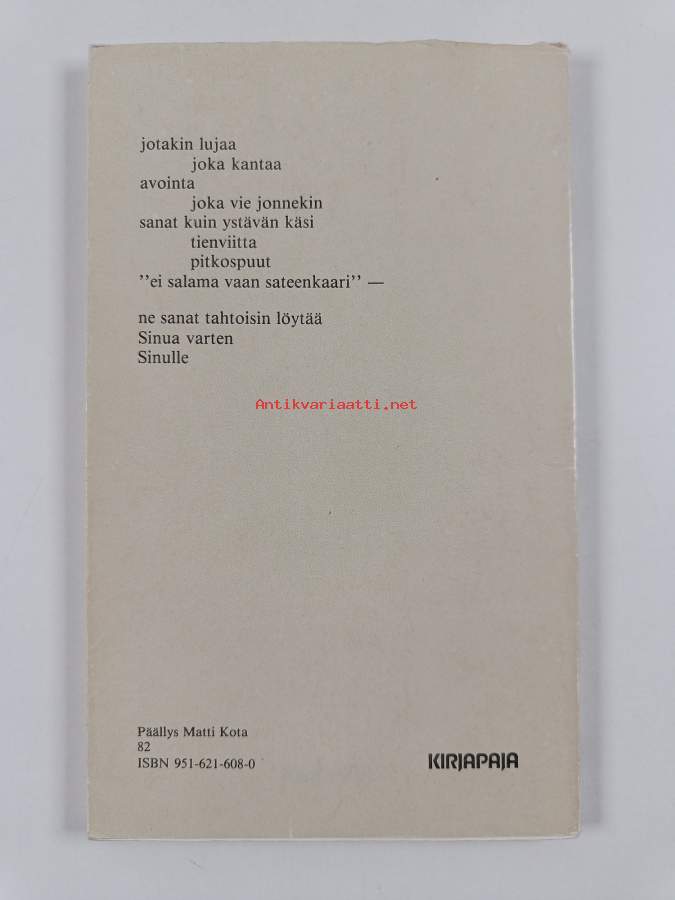 jotakin lujaa
joka kantaa
avointa
joka vie jonnekin
sanat kuin ystävän käsi
tienviitta
pitkospuut
''ei salama vaan sateenkaari'' —
ne sanat tahtoisin löytää
Sinua varten
Sinulle
Antikvariaatti.net
Päällys Matti Kota
82
ISBN 951-621-608-0
KIRJAPAJA